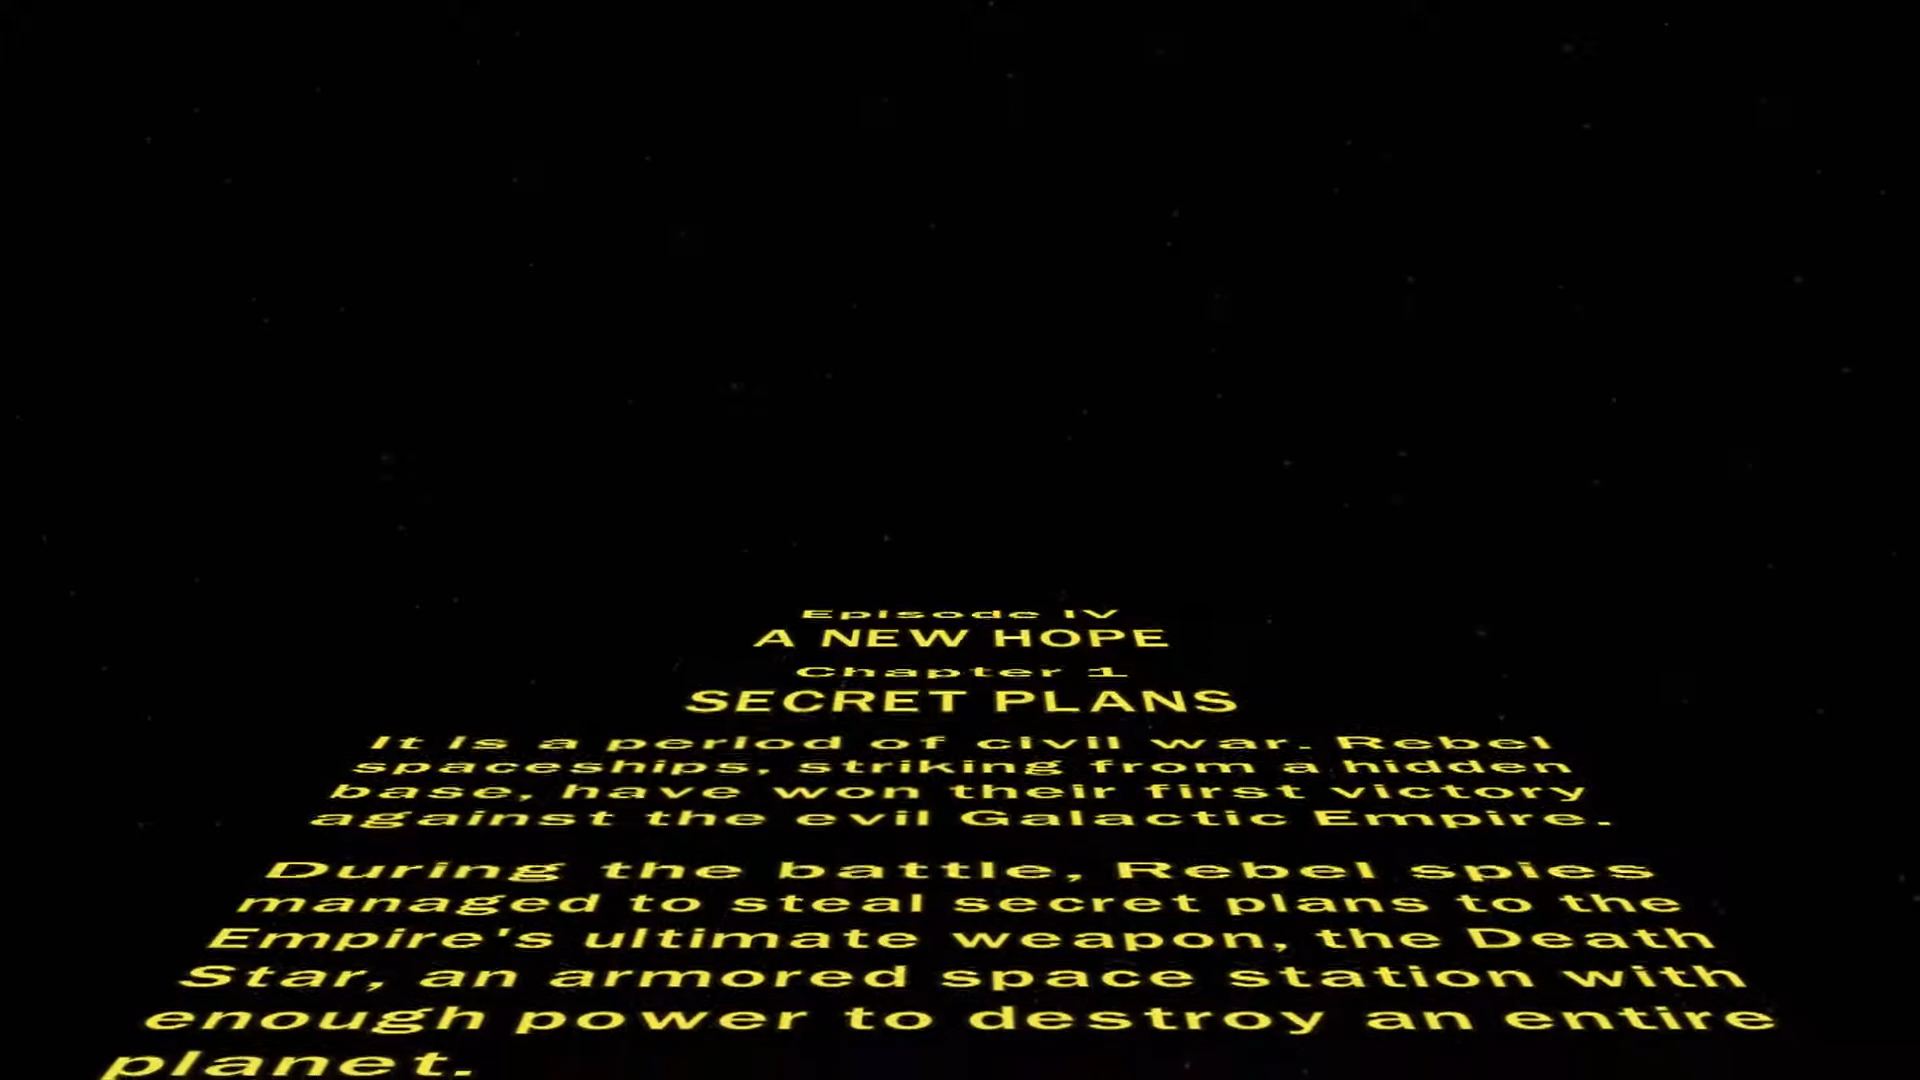 Episode IV
A NEW HOPE
Chapter 1
SECRET PLANS
It is a period of civil war. Rebel
spaceships, striking from a hidden
base, have won their first victory
against the evil Galactic Empire.
During the battle, Rebel spies
managed to steal secret plans to the
Empire's ultimate weapon, the Death
Star, an armored space station with
enough power to destroy an entire
planet.